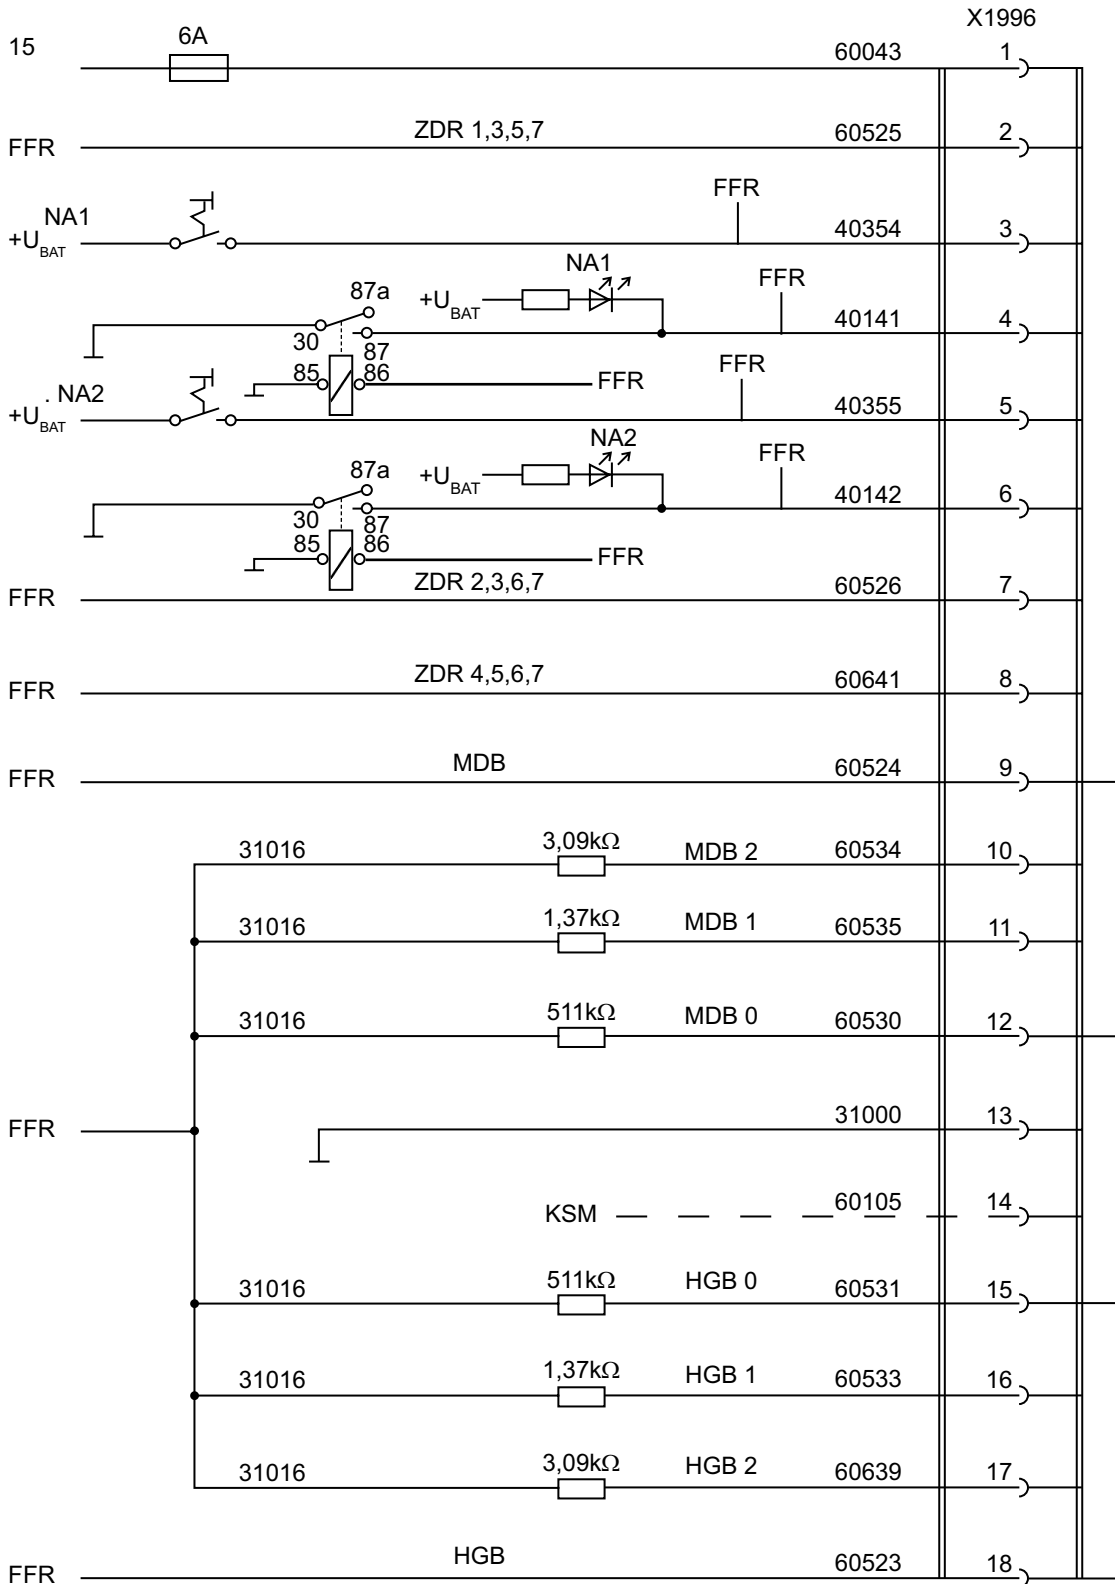 X1996
15 6A 60043 1
FFR ZDR 1,3,5,7 60525 2
FFR
NA1
+UBAT 40354 3
NA1
87a +UBAT FFR
30 87 40141 4
85 86 FFR FFR
. NA2
+UBAT 40355 5
NA2
87a +UBAT FFR
30 87 40142 6
85 86 FFR
FFR ZDR 2,3,6,7 60526 7
FFR ZDR 4,5,6,7 60641 8
FFR MDB 60524 9
31016 3,09kΩ MDB 2 60534 10
31016 1,37kΩ MDB 1 60535 11
31016 511kΩ MDB 0 60530 12
FFR 31000 13
KSM 60105 14
31016 511kΩ HGB 0 60531 15
31016 1,37kΩ HGB 1 60533 16
31016 3,09kΩ HGB 2 60639 17
FFR HGB 60523 18